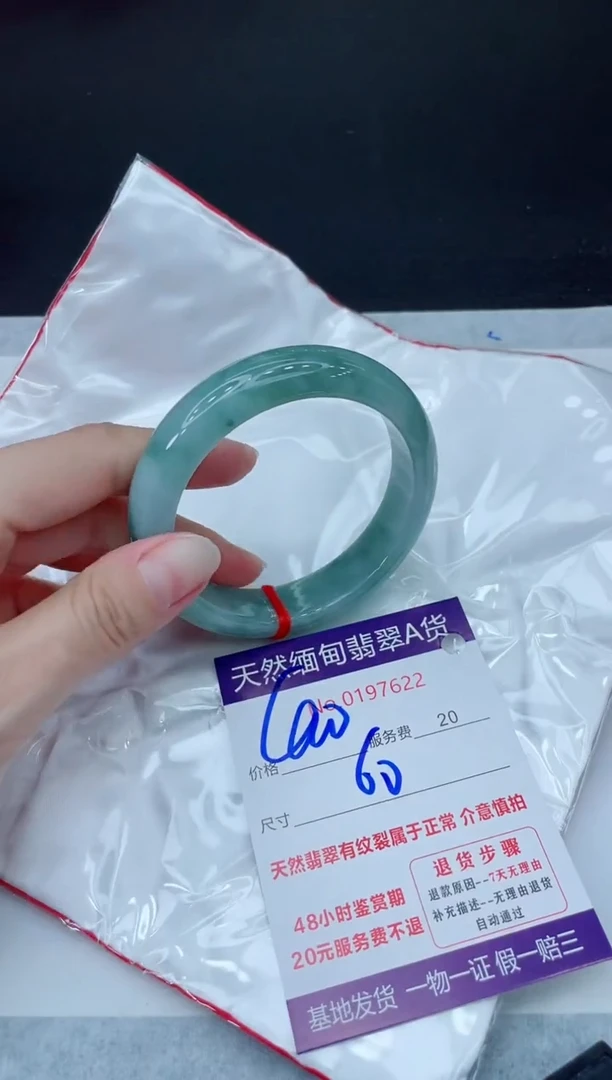 天然缅甸翡翠A货
No 0197622
价格 服务费 20
尺寸 60
天然翡翠有纹裂属于正常 介意慎拍
48小时鉴赏期
20元服务费不退
退货步骤
退款原因--7天无理由
补充描述--无理由退货
自动通过
基地发货 一物一证 假一赔三